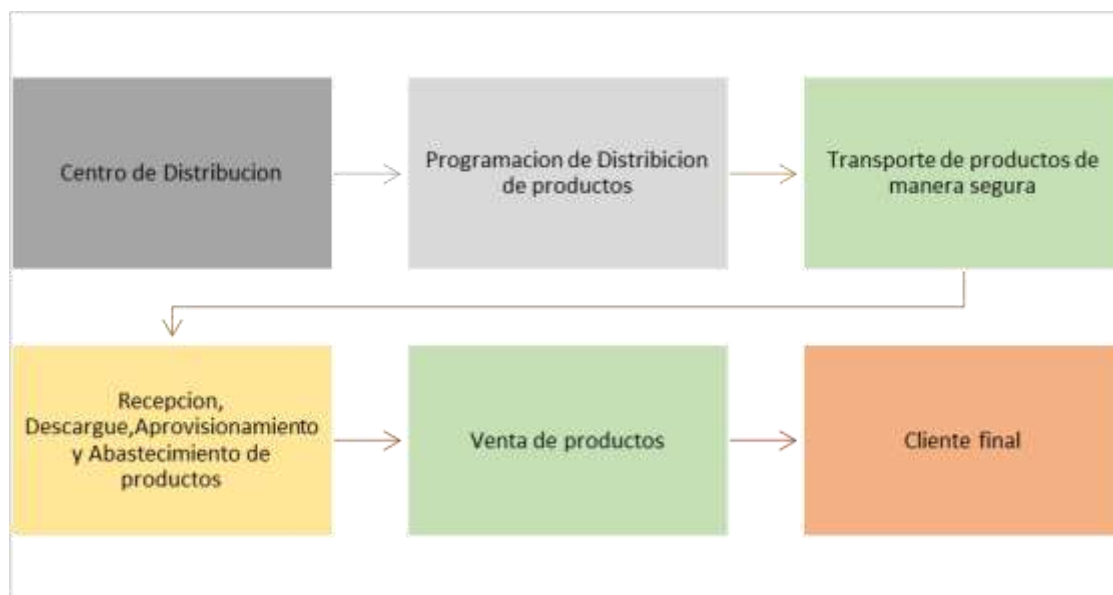 Centro de Distribucion
Programacion de Distribicion
de productos
Transporte de productos de
manera segura
Recepcion,
Descargue,Aprovisionamiento
y Abastecimiento de
productos
Venta de productos
Cliente final